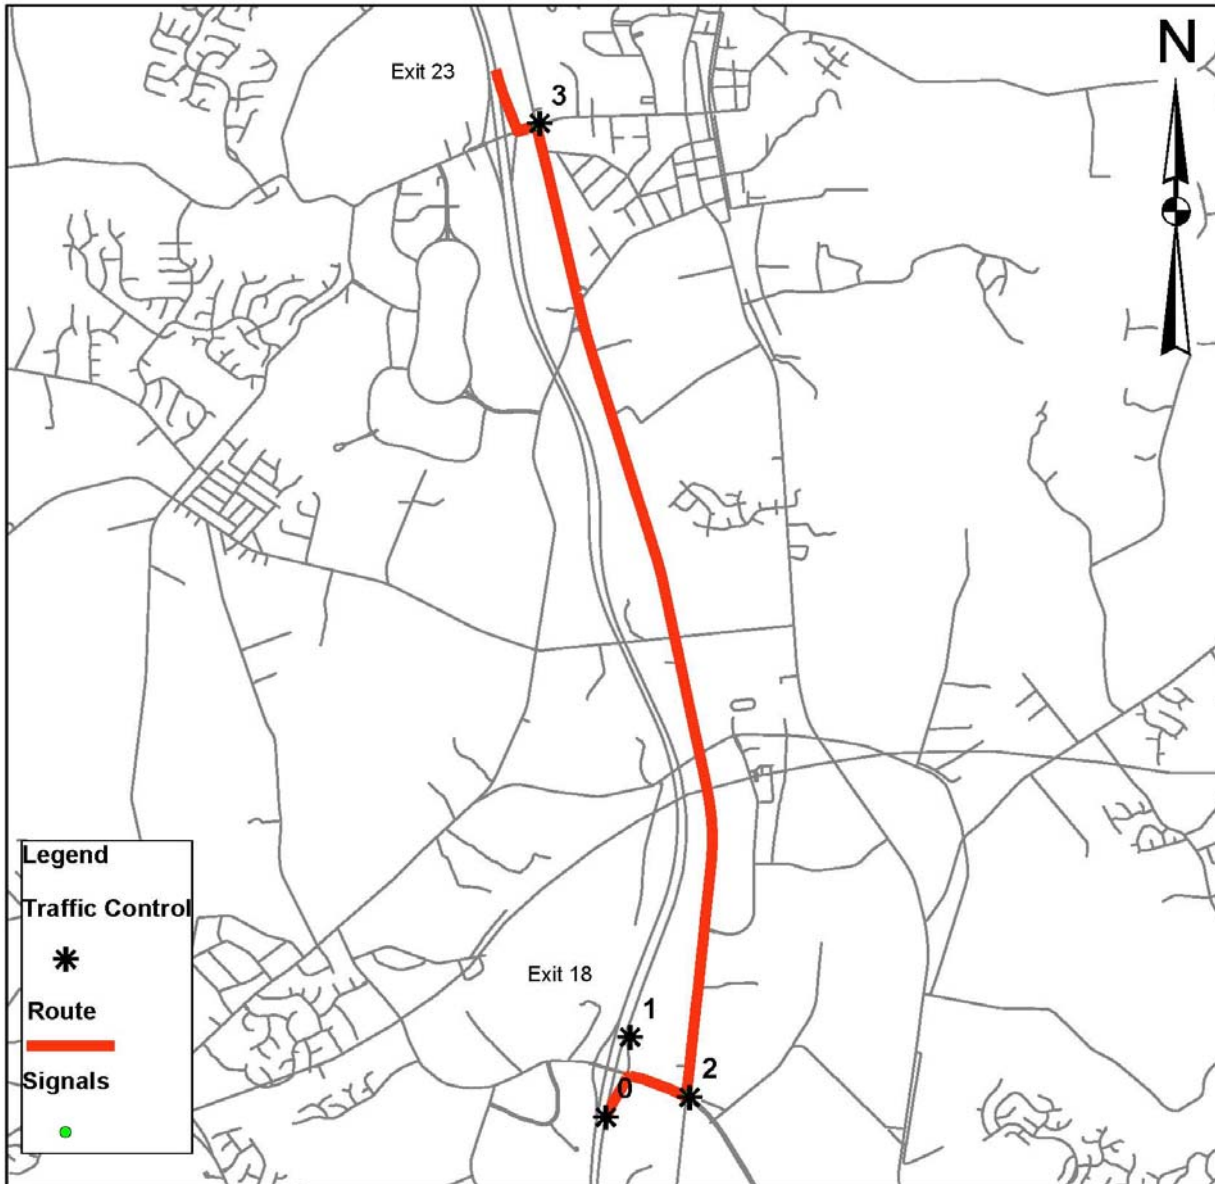 N
Exit 23
3
Legend
Traffic Control
Route
Signals
Exit 18
1
0
2